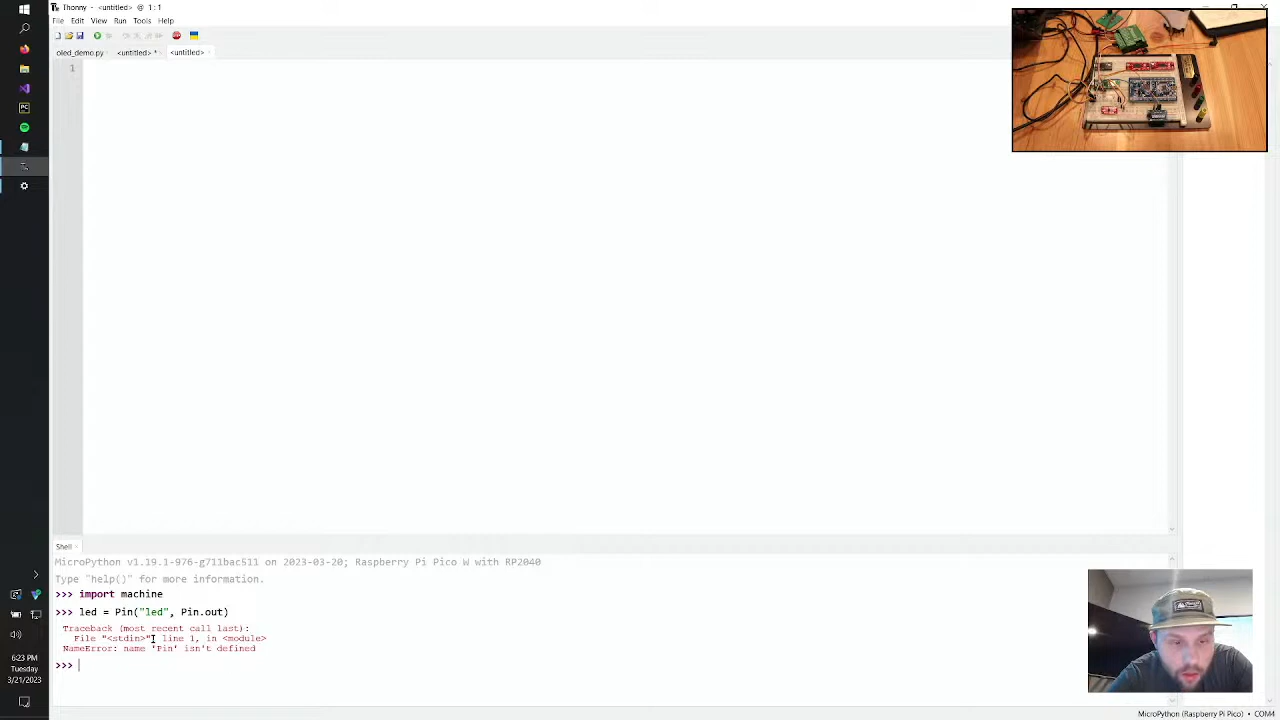 Thonny - <untitled> @ 1:1
File Edit View Tools Help
oled_demo.py <untitled> * <untitled>
1
Shell
MicroPython v1.19.1-976-g711bac511 on 2023-03-20; Raspberry Pi Pico W with RP2040
Type "help()" for more information.
>>> import machine
>>> led = Pin("led", Pin.out)
Traceback (most recent call last):
File "<stdin>", line 1, in <module>
NameError: name 'Pin' isn't defined
>>>
6:23 PM
Tuesday
3/21/2023
MicroPython (Raspberry Pi Pico) • COM4